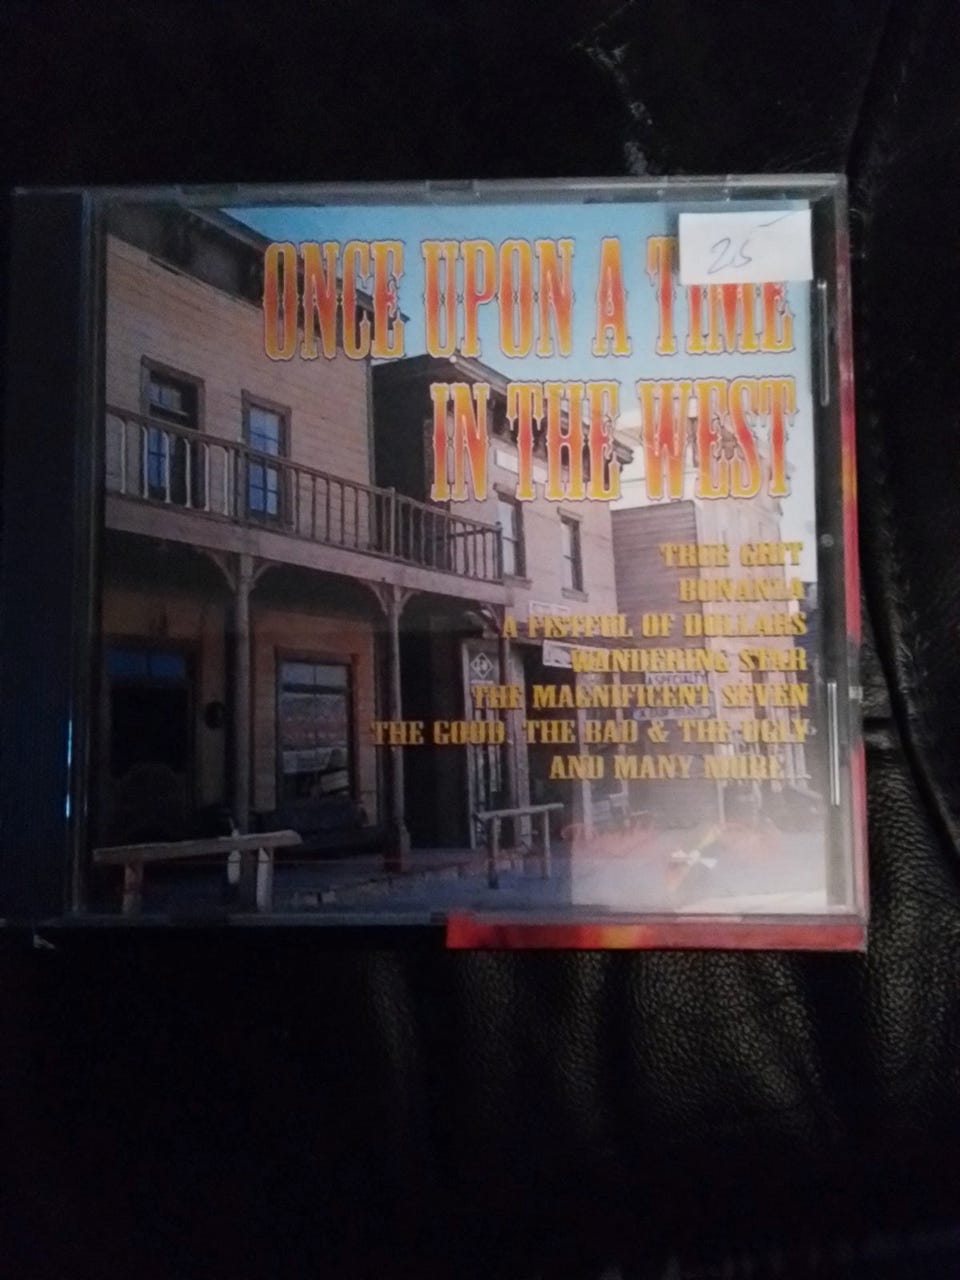 25
ONCE UPON A TIME
IN THE WEST
TRUE GRIT
BONANZA
A FISTFUL OF DOLLARS
WANDERING STAR
A SPECIALTY
THE MAGNIFICENT SEVEN
THE GOOD, THE BAD & THE UGLY
AND MANY MORE...